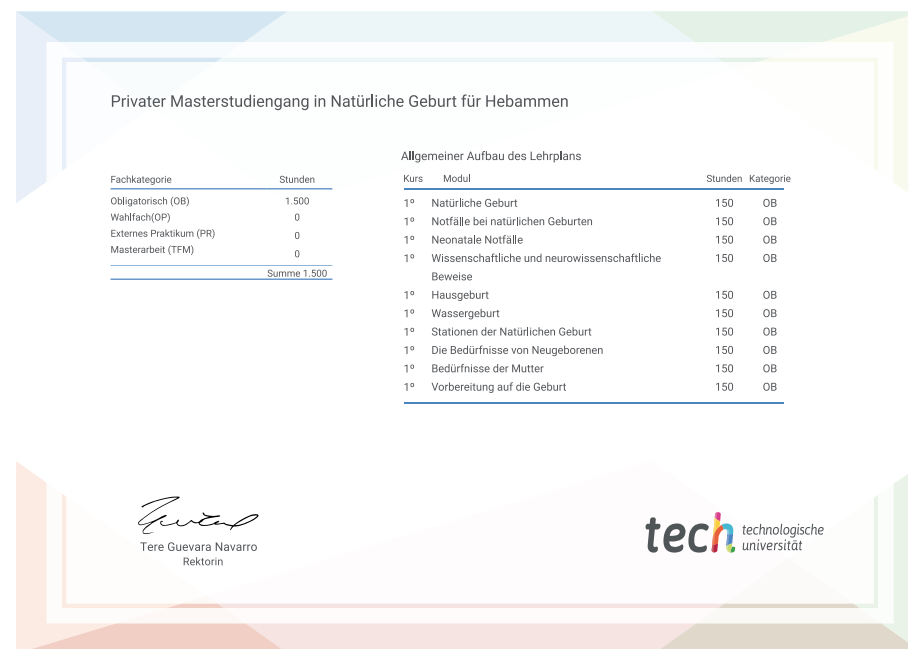 Privater Masterstudiengang in Natürliche Geburt für Hebammen
Fachkategorie Stunden
Obligatorisch (OB) 1.500
Wahlfach(OP) 0
Externes Praktikum (PR) 0
Masterarbeit (TFM) 0
Summe 1.500
Allgemeiner Aufbau des Lehrplans
Kurs Modul Stunden Kategorie
1º Natürliche Geburt 150 OB
1º Notfälle bei natürlichen Geburten 150 OB
1º Neonatale Notfälle 150 OB
1º Wissenschaftliche und neurowissenschaftliche 150 OB
Beweise
1º Hausgeburt 150 OB
1º Wassergeburt 150 OB
1º Stationen der Natürlichen Geburt 150 OB
1º Die Bedürfnisse von Neugeborenen 150 OB
1º Bedürfnisse der Mutter 150 OB
1º Vorbereitung auf die Geburt 150 OB
Tere Guevara Navarro
Rektorin
tech technologische
universität